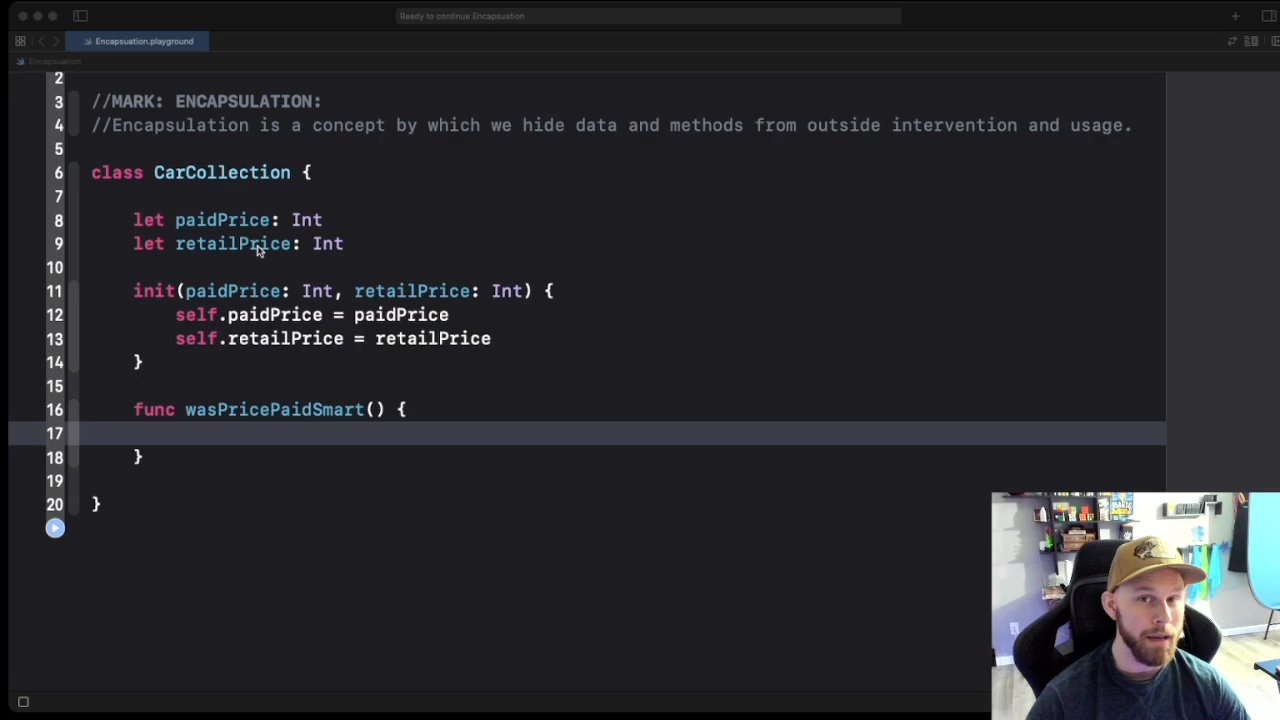 Ready to continue Encapsuation
Encapsuation.playground
Encapsuation
2
3 //MARK: ENCAPSULATION:
4 //Encapsulation is a concept by which we hide data and methods from outside intervention and usage.
5
6 class CarCollection {
7
8 let paidPrice: Int
9 let retailPrice: Int
10
11 init(paidPrice: Int, retailPrice: Int) {
12 self.paidPrice = paidPrice
13 self.retailPrice = retailPrice
14 }
15
16 func wasPricePaidSmart() {
17
18 }
19
20 }